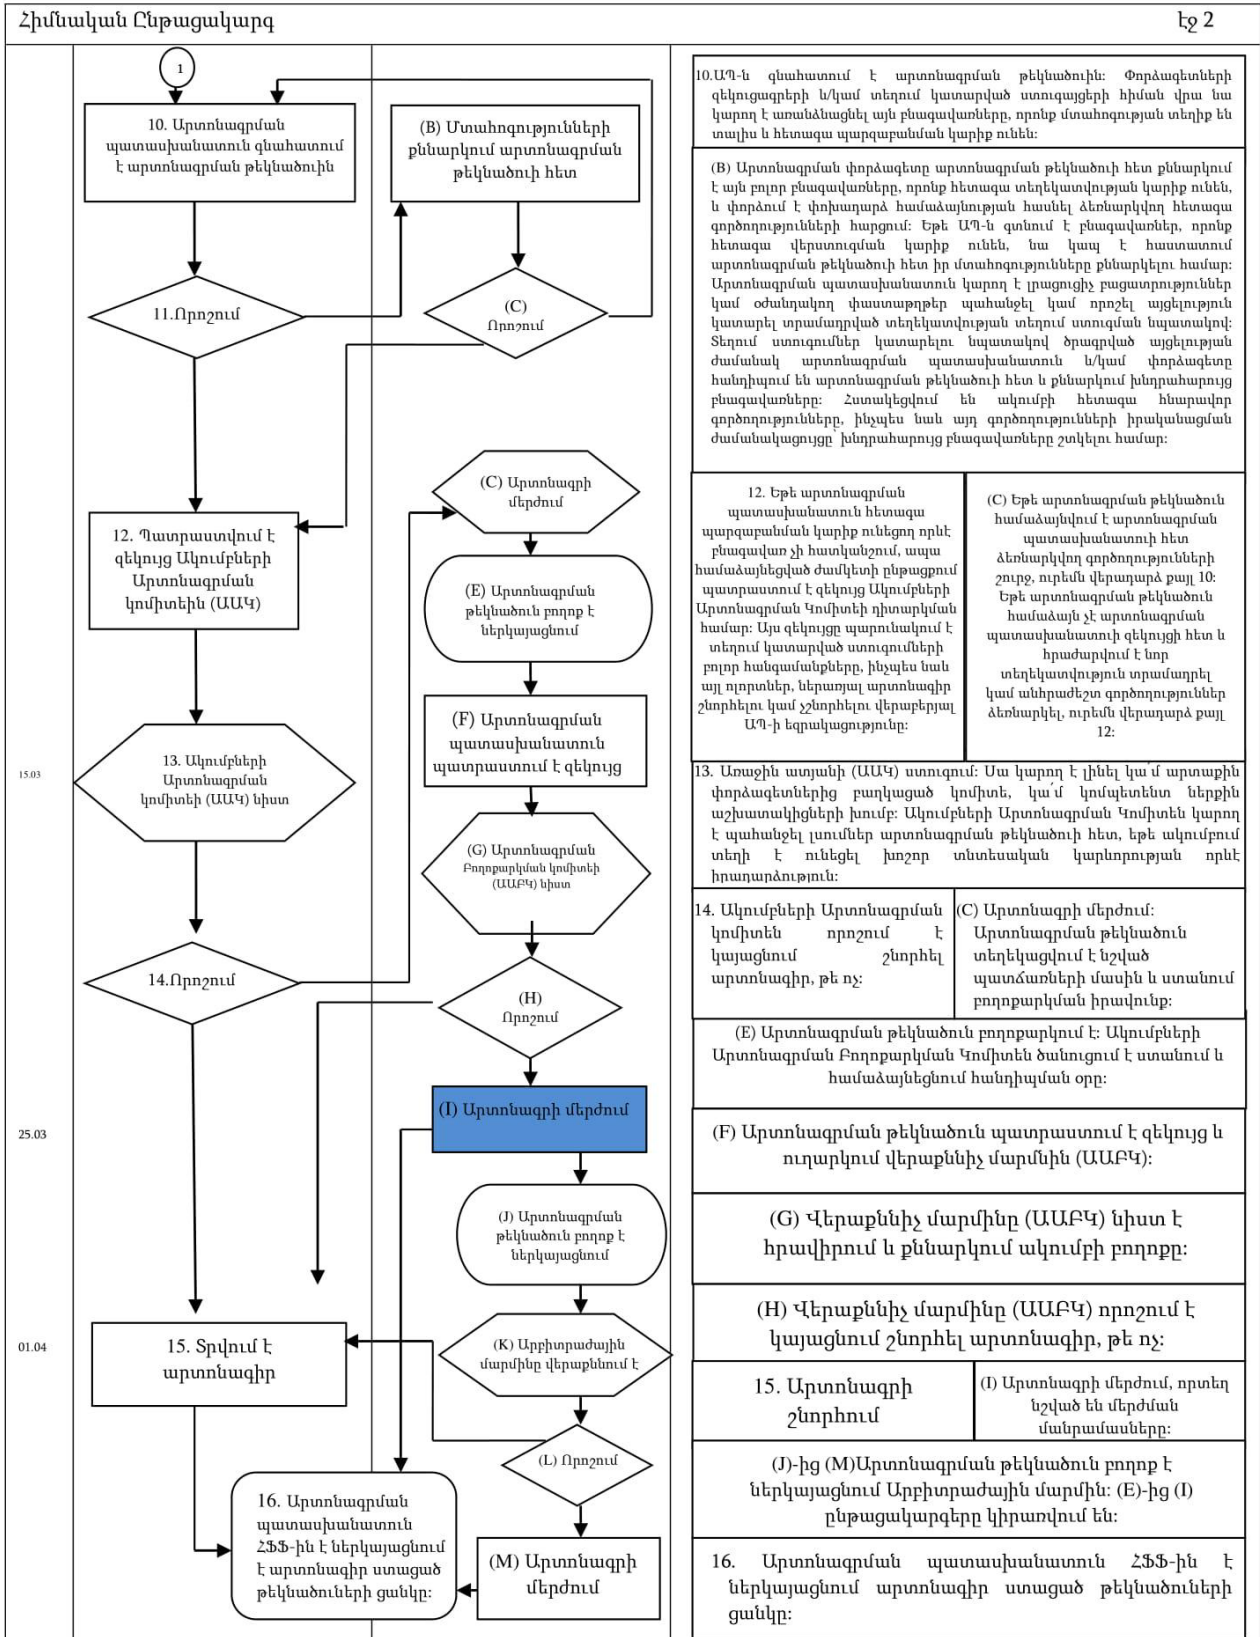 Հիմնական Ընթացակարգ
էջ 2
1
10. Արտոնագրման
պատասխանատուն գնահատում
է արտոնագրման թեկնածուին
(B) Մտահոգությունների
քննարկում արտոնագրման
թեկնածուի հետ
11.Որոշում
(C)
Որոշում
(C) Արտոնագրի
մերժում
12. Պատրաստվում է
զեկույց Ակումբների
Արտոնագրման
կոմիտեին (ԱԱԿ)
(E) Արտոնագրման
թեկնածուն բողոք է
ներկայացնում
(F) Արտոնագրման
պատասխանատուն
պատրաստում է զեկույց
15.03
13. Ակումբների
Արտոնագրման
կոմիտեի (ԱԱԿ) նիստ
(G) Արտոնագրման
Բողոքարկման կոմիտեի
(ԱԱԲԿ) նիստ
14.Որոշում
(H)
Որոշում
(I) Արտոնագրի մերժում
25.03
(J) Արտոնագրման
թեկնածուն բողոք է
ներկայացնում
01.04
15. Տրվում է
արտոնագիր
(K) Արբիտրաժային
մարմինը վերաքննում է
(L) Որոշում
16. Արտոնագրման
պատասխանատուն
ՀՖՖ-ին է ներկայացնում
է արտոնագիր ստացած
թեկնածուների ցանկը։
(M) Արտոնագրի
մերժում
10.ԱՊ-ն գնահատում է արտոնագրման թեկնածուին։ Փորձագետների
զեկուցագրերի և/կամ տեղում կատարված ստուգայցերի հիման վրա նա
կարող է առանձնացնել այն բնագավառները, որոնք մտահոգության տեղիք են
տալիս և հետագա պարզաբանման կարիք ունեն։
(B) Արտոնագրման փորձագետը արտոնագրման թեկնածուի հետ քննարկում
է այն բոլոր բնագավառները, որոնք հետագա տեղեկատվության կարիք ունեն,
և փորձում է փոխադարձ համաձայնության հասնել ձեռնարկվող հետագա
գործողությունների հարցում։ Եթե ԱՊ-ն գտնում է բնագավառներ, որոնք
հետագա վերստուգման կարիք ունեն, նա կապ է հաստատում
արտոնագրման թեկնածուի հետ իր մտահոգությունները քննարկելու համար։
Արտոնագրման պատասխանատուն կարող է լրացուցիչ բացատրություններ
կամ օժանդակող փաստաթղթեր պահանջել կամ որոշել այցելություն
կատարել տրամադրված տեղեկատվության տեղում ստուգման նպատակով։
Տեղում ստուգումներ կատարելու նպատակով ծրագրված այցելության
ժամանակ արտոնագրման պատասխանատուն և/կամ փորձագետը
հանդիպում են արտոնագրման թեկնածուի հետ և քննարկում խնդրահարույց
բնագավառները։ Հստակեցվում են ակումբի հետագա հնարավոր
գործողությունները, ինչպես նաև այդ գործողությունների իրականացման
ժամանակացույցը՝ խնդրահարույց բնագավառները շտկելու համար։
12. Եթե արտոնագրման
պատասխանատուն հետագա
պարզաբանման կարիք ունեցող որևէ
բնագավառ չի հատկանշում, ապա
համաձայնեցված ժամկետի ընթացքում
պատրաստում է զեկույց Ակումբների
Արտոնագրման Կոմիտեի դիտարկման
համար։ Այս զեկույցը պարունակում է
տեղում կատարված ստուգումների
բոլոր հանգամանքները, ինչպես նաև
այլ ոլորտներ, ներառյալ արտոնագիր
շնորհելու կամ չշնորհելու վերաբերյալ
ԱՊ-ի եզրակացությունը։
(C) Եթե արտոնագրման թեկնածուն
համաձայնվում է արտոնագրման
պատասխանատուի հետ
ձեռնարկվող գործողությունների
շուրջ, ուրեմն վերադարձ քայլ 10։
Եթե արտոնագրման թեկնածուն
համաձայն չէ արտոնագրման
պատասխանատուի զեկույցի հետ և
հրաժարվում է նոր
տեղեկատվություն տրամադրել
կամ անհրաժեշտ գործողություններ
ձեռնարկել, ուրեմն վերադարձ քայլ
12։
13. Առաջին ատյանի (ԱԱԿ) ստուգում։ Սա կարող է լինել կա՛մ արտաքին
փորձագետներից բաղկացած կոմիտե, կա՛մ կոմպետենտ ներքին
աշխատակիցների խումբ։ Ակումբների Արտոնագրման Կոմիտեն կարող
է պահանջել լսումներ արտոնագրման թեկնածուի հետ, եթե ակումբում
տեղի է ունեցել խոշոր տնտեսական կարևորության որևէ
իրադարձություն։
14. Ակումբների Արտոնագրման
կոմիտեն որոշում է
կայացնում շնորհել
արտոնագիր, թե ոչ։
(C) Արտոնագրի մերժում։
Արտոնագրման թեկնածուն
տեղեկացվում է նշված
պատճառների մասին և ստանում
բողոքարկման իրավունք։
(E) Արտոնագրման թեկնածուն բողոքարկում է։ Ակումբների
Արտոնագրման Բողոքարկման Կոմիտեն ծանուցում է ստանում և
համաձայնեցնում հանդիպման օրը։
(F) Արտոնագրման թեկնածուն պատրաստում է զեկույց և
ուղարկում վերաքննիչ մարմնին (ԱԱԲԿ)։
(G) Վերաքննիչ մարմինը (ԱԱԲԿ) նիստ է
հրավիրում և քննարկում ակումբի բողոքը։
(H) Վերաքննիչ մարմինը (ԱԱԲԿ) որոշում է
կայացնում շնորհել արտոնագիր, թե ոչ։
15. Արտոնագրի
շնորհում
(I) Արտոնագրի մերժում, որտեղ
նշված են մերժման
մանրամասները։
(J)-ից (M)Արտոնագրման թեկնածուն բողոք է
ներկայացնում Արբիտրաժային մարմին։ (E)-ից (I)
ընթացակարգերը կիրառվում են։
16. Արտոնագրման պատասխանատուն ՀՖՖ-ին է
ներկայացնում արտոնագիր ստացած թեկնածուների
ցանկը։